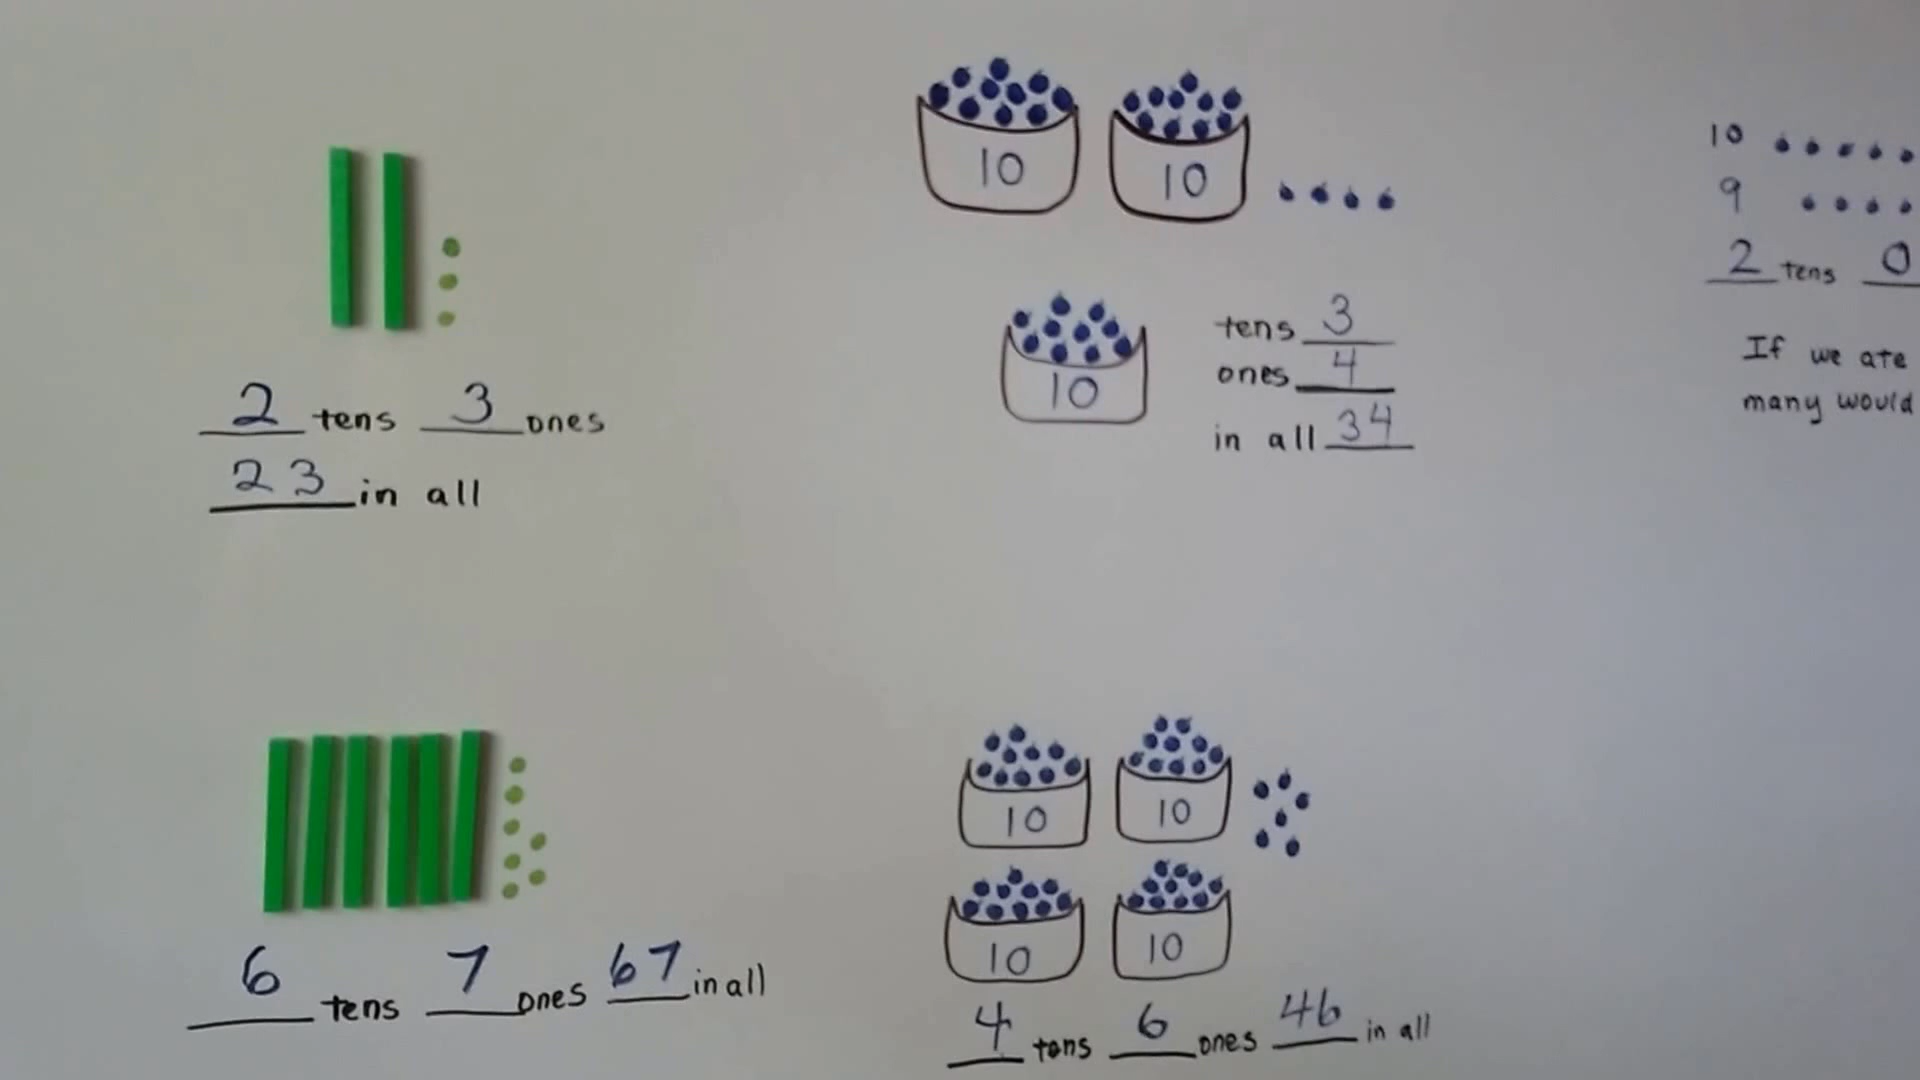 2 tens 3 ones
23 in all
10 10
10
tens 3
ones 4
in all 34
10
9
2 tens 0
If we ate
many would
6 tens 7 ones 67 in all
10 10
10 10
4 tens 6 ones 46 in all